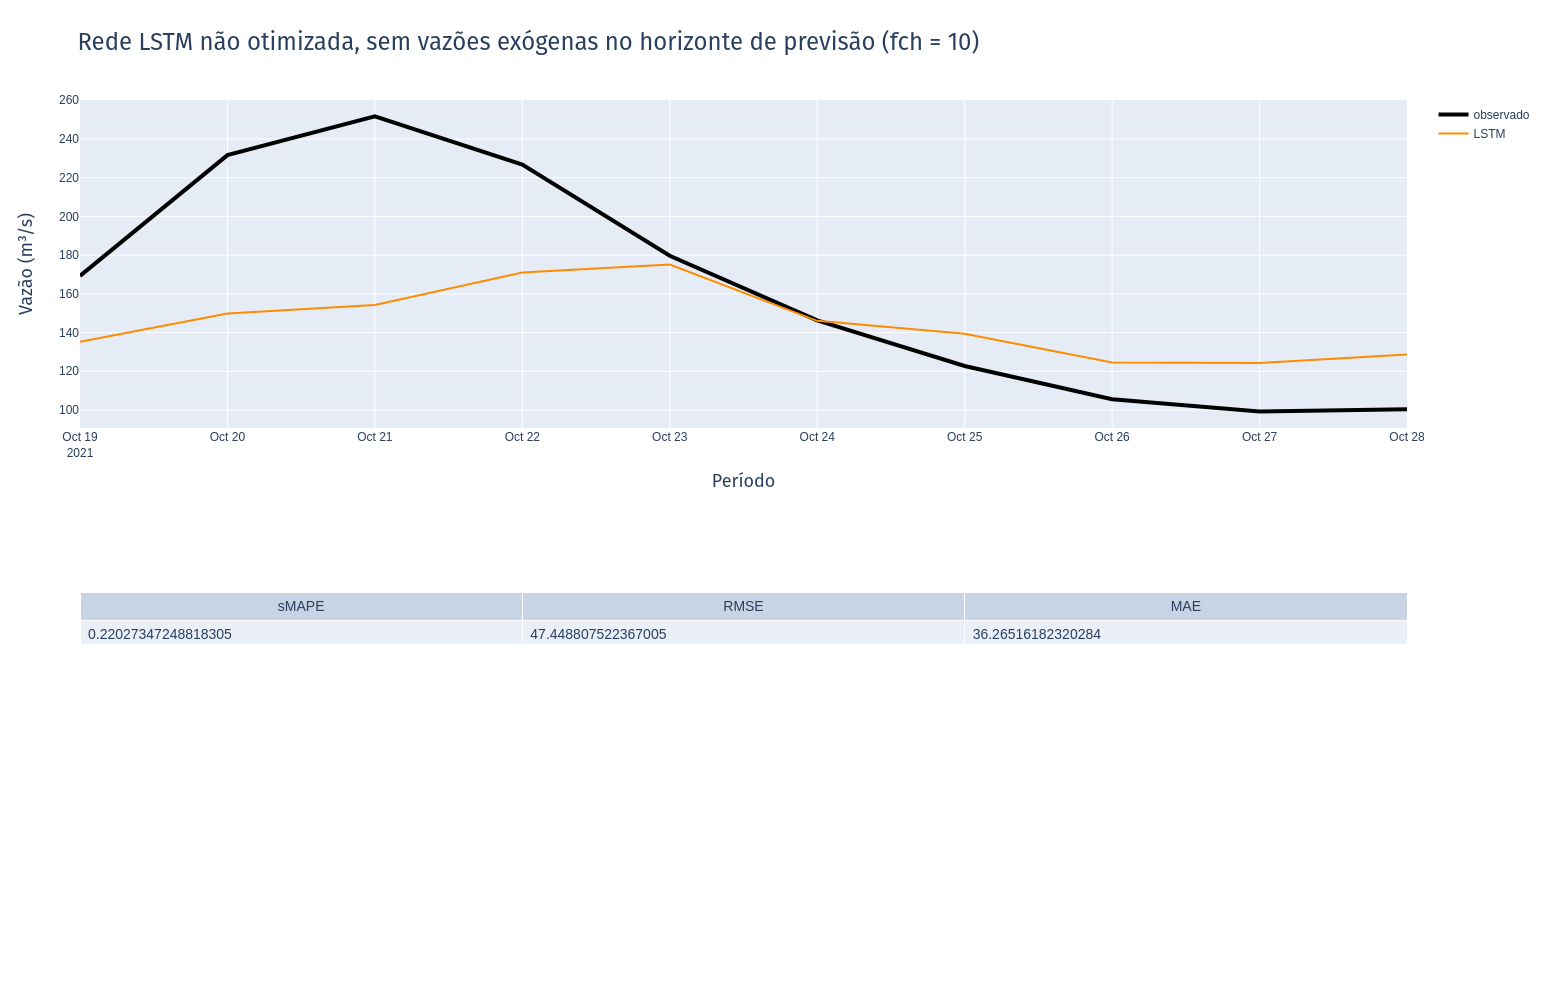 Rede LSTM não otimizada, sem vazões exógenas no horizonte de previsão (fch = 10)
260
240
220
200
180
160
140
120
100
Vazão (m³/s)
observado
LSTM
Oct 19 Oct 20 Oct 21 Oct 22 Oct 23 Oct 24 Oct 25 Oct 26 Oct 27 Oct 28
2021
Período
sMAPE RMSE MAE
0.22027347248818305 47.448807522367005 36.26516182320284